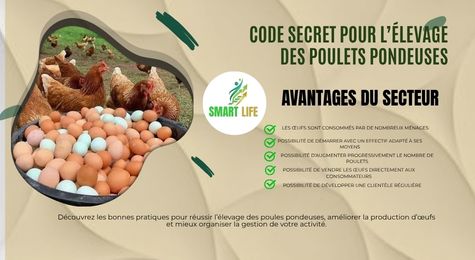 CODE SECRET POUR L'ÉLEVAGE
DES POULETS PONDEUSES
SMART LIFE
AVANTAGES DU SECTEUR
LES ŒUFS SONT CONSOMMÉS PAR DE NOMBREUX MÉNAGES
POSSIBILITÉ DE DÉMARRER AVEC UN EFFECTIF ADAPTÉ À SES
MOYENS
POSSIBILITÉ D'AUGMENTER PROGRESSIVEMENT LE NOMBRE DE
POULETS.
POSSIBILITÉ DE VENDRE LES ŒUFS DIRECTEMENT AUX
CONSOMMATEURS
POSSIBILITÉ DE DÉVELOPPER UNE CLIENTÈLE RÉGULIÈRE
Découvrez les bonnes pratiques pour réussir l'élevage des poules pondeuses, améliorer la production d'œufs
et mieux organiser la gestion de votre activité.